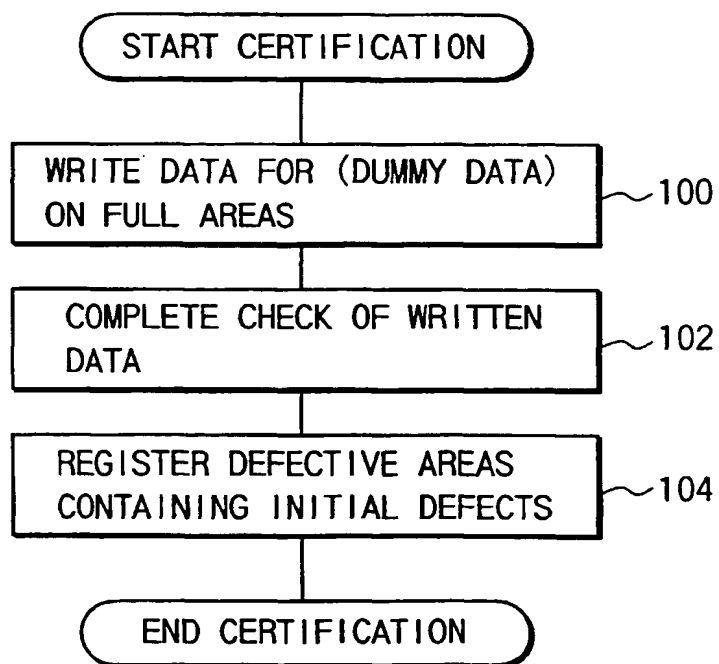 START CERTIFICATION
WRITE DATA FOR (DUMMY DATA)
ON FULL AREAS
100
COMPLETE CHECK OF WRITTEN
DATA
102
REGISTER DEFECTIVE AREAS
CONTAINING INITIAL DEFECTS
104
END CERTIFICATION